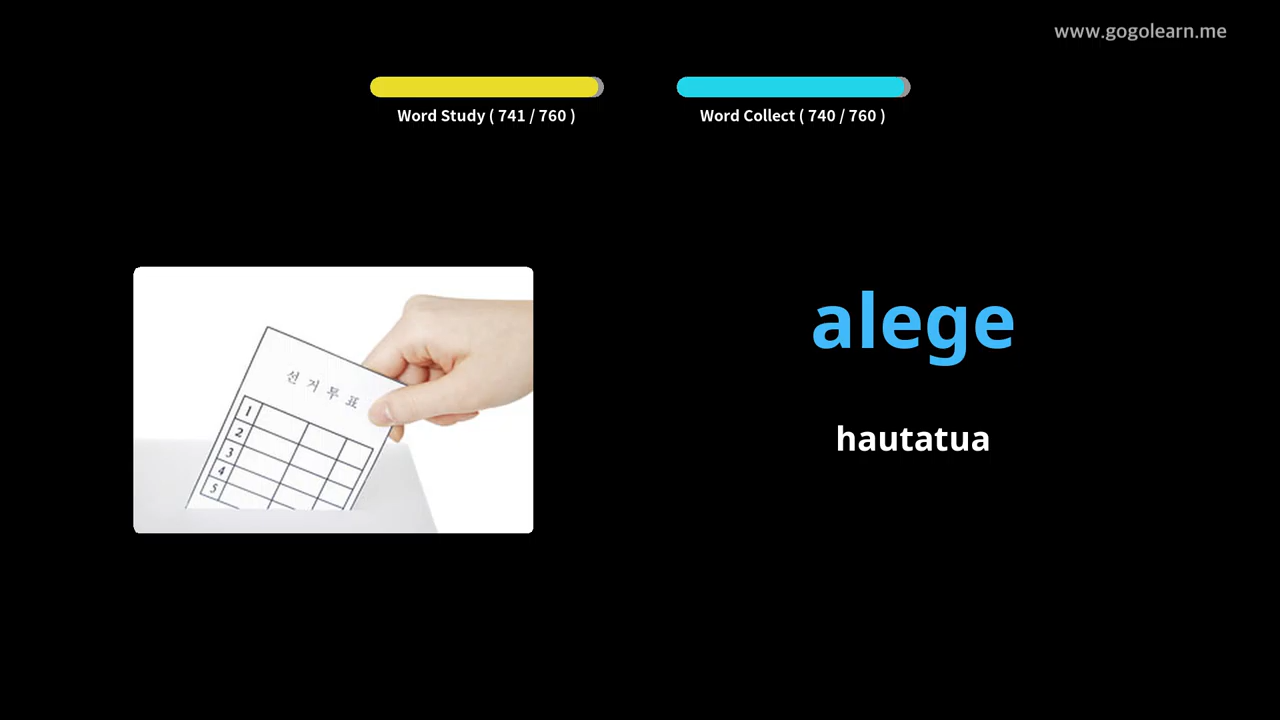 www.gogolearn.me
Word Study ( 741 / 760 )
Word Collect ( 740 / 760 )
선거투표
1
2
3
4
5
alege
hautatua